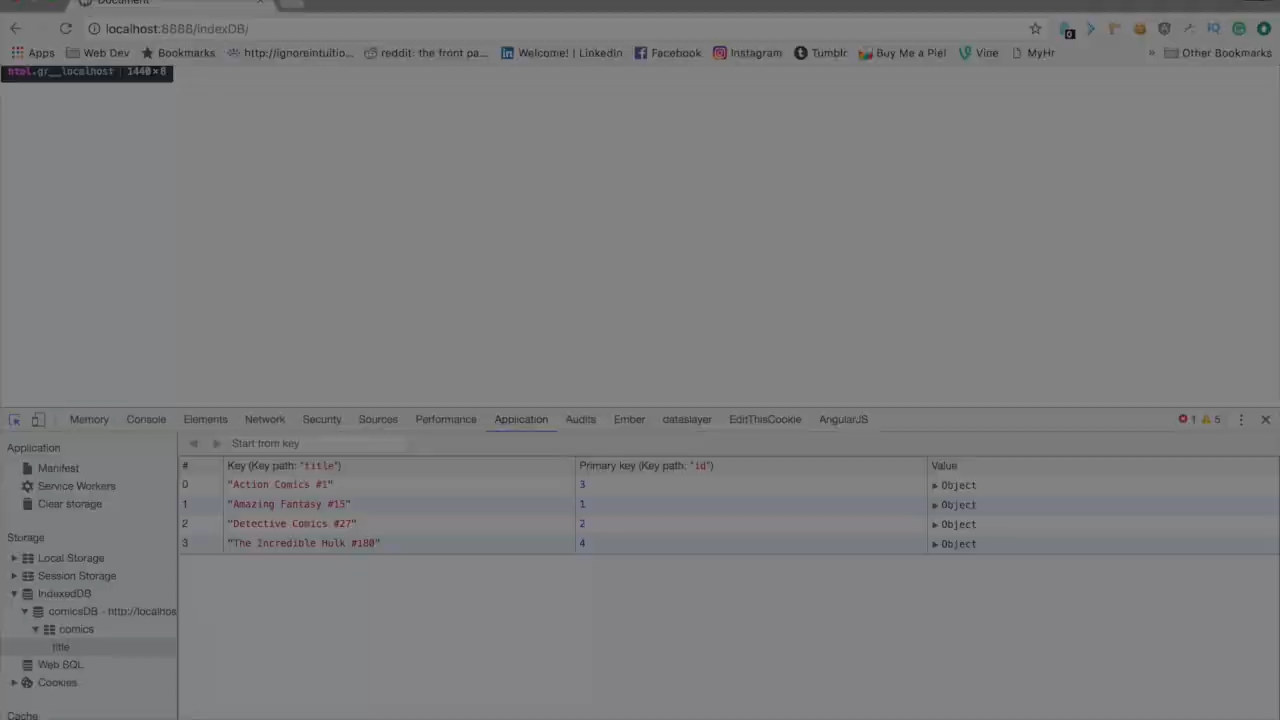 Document
localhost:8888/indexDB/
Apps Web Dev Bookmarks http://ignoreintuitio... reddit: the front pa... Welcome! | LinkedIn Facebook Instagram Tumblr Buy Me a Pie! Vine MyHr » Other Bookmarks
html.gr__localhost | 1440×8
Memory Console Elements Network Security Sources Performance Application Audits Ember dataslayer EditThisCookie AngularJS 1 5
Application
Start from key
# Key (Key path: "title") Primary key (Key path: "id") Value
0 "Action Comics #1" 3 Object
1 "Amazing Fantasy #15" 1 Object
2 "Detective Comics #27" 2 Object
3 "The Incredible Hulk #180" 4 Object
Manifest
Service Workers
Clear storage
Storage
Local Storage
Session Storage
IndexedDB
comicsDB - http://localhos
comics
title
Web SQL
Cookies
Cache